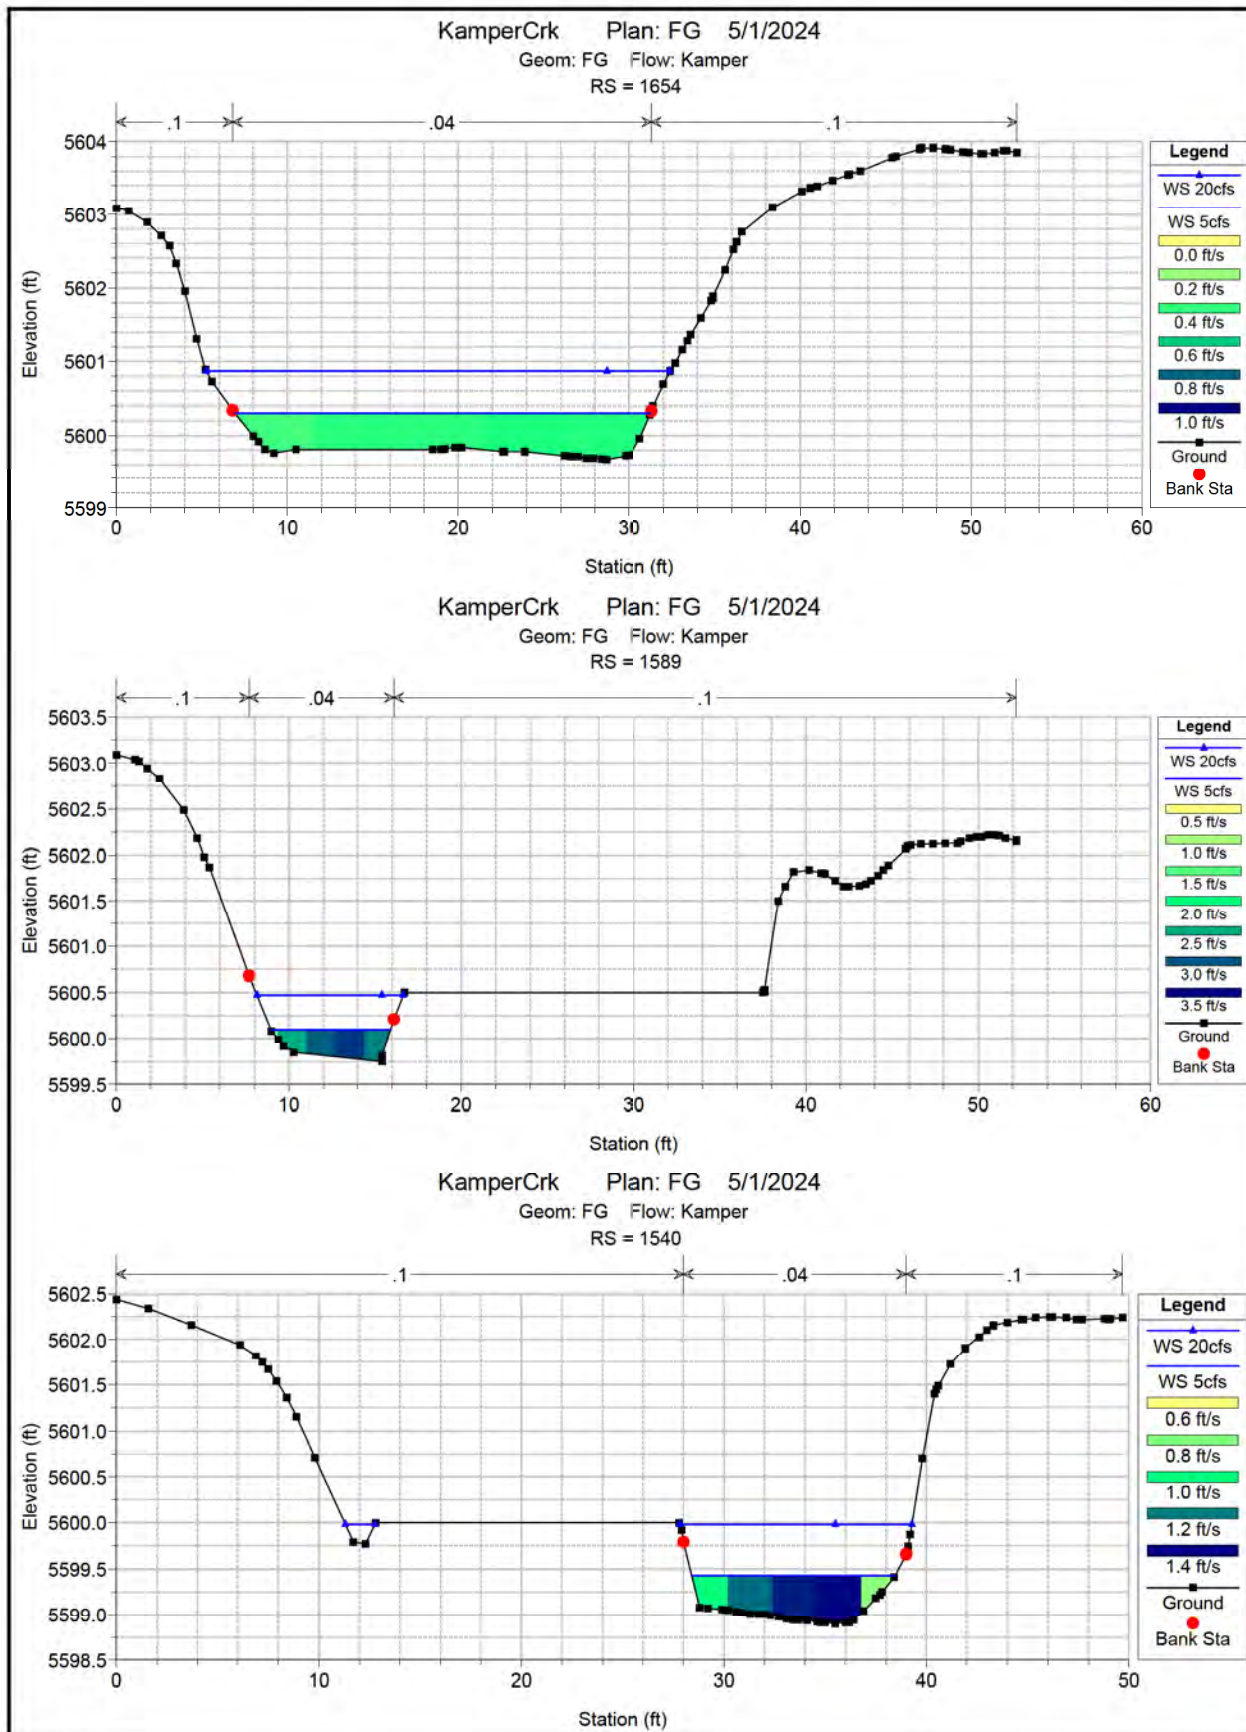 KamperCrk Plan: FG 5/1/2024
Geom: FG Flow: Kamper
RS = 1654
.1 .04 .1
5604
5603
5602
5601
5600
5599
Elevation (ft)
0 10 20 30 40 50 60
Station (ft)
Legend
WS 20cfs
WS 5cfs
0.0 ft/s
0.2 ft/s
0.4 ft/s
0.6 ft/s
0.8 ft/s
1.0 ft/s
Ground
Bank Sta
KamperCrk Plan: FG 5/1/2024
Geom: FG Flow: Kamper
RS = 1589
.1 .04 .1
5603.5
5603.0
5602.5
5602.0
5601.5
5601.0
5600.5
5600.0
5599.5
Elevation (ft)
0 10 20 30 40 50 60
Station (ft)
Legend
WS 20cfs
WS 5cfs
0.5 ft/s
1.0 ft/s
1.5 ft/s
2.0 ft/s
2.5 ft/s
3.0 ft/s
3.5 ft/s
Ground
Bank Sta
KamperCrk Plan: FG 5/1/2024
Geom: FG Flow: Kamper
RS = 1540
.1 .04 .1
5602.5
5602.0
5601.5
5601.0
5600.5
5600.0
5599.5
5599.0
5598.5
Elevation (ft)
0 10 20 30 40 50
Station (ft)
Legend
WS 20cfs
WS 5cfs
0.6 ft/s
0.8 ft/s
1.0 ft/s
1.2 ft/s
1.4 ft/s
Ground
Bank Sta